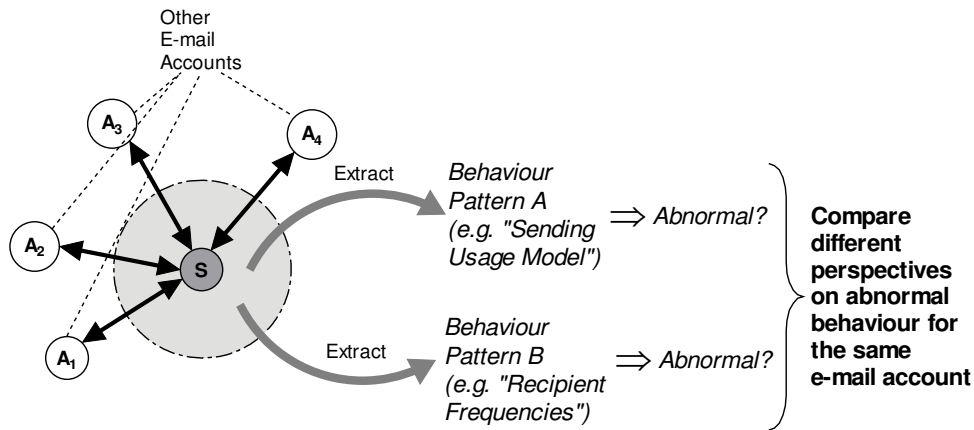 Other
E-mail
Accounts
A3
A4
A2
S
A1
Extract
Behaviour
Pattern A
(e.g. "Sending
Usage Model")
⇒ Abnormal?
Extract
Behaviour
Pattern B
(e.g. "Recipient
Frequencies")
⇒ Abnormal?
Compare
different
perspectives
on abnormal
behaviour for
the same
e-mail account